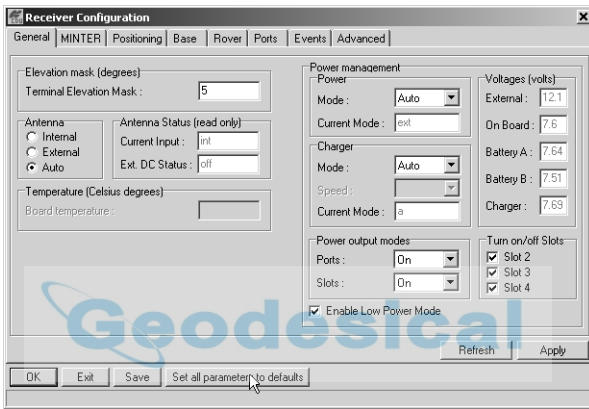 Receiver Configuration
General MINTER Positioning Base Rover Ports Events Advanced
Elevation mask (degrees)
Terminal Elevation Mask : 5
Antenna
Internal
External
Auto
Antenna Status (read only)
Current Input : int
Ext. DC Status : off
Temperature (Celsius degrees)
Board temperature :
Power management
Power
Mode : Auto
Current Mode : ext
Charger
Mode : Auto
Speed :
Current Mode : a
Voltages (volts)
External : 12.1
On Board : 7.6
Battery A : 7.64
Battery B : 7.51
Charger : 7.69
Power output modes
Ports : On
Slots : On
Turn on/off Slots
Slot 2
Slot 3
Slot 4
Enable Low Power Mode
Geodesical
Refresh Apply
OK Exit Save Set all parameters to defaults